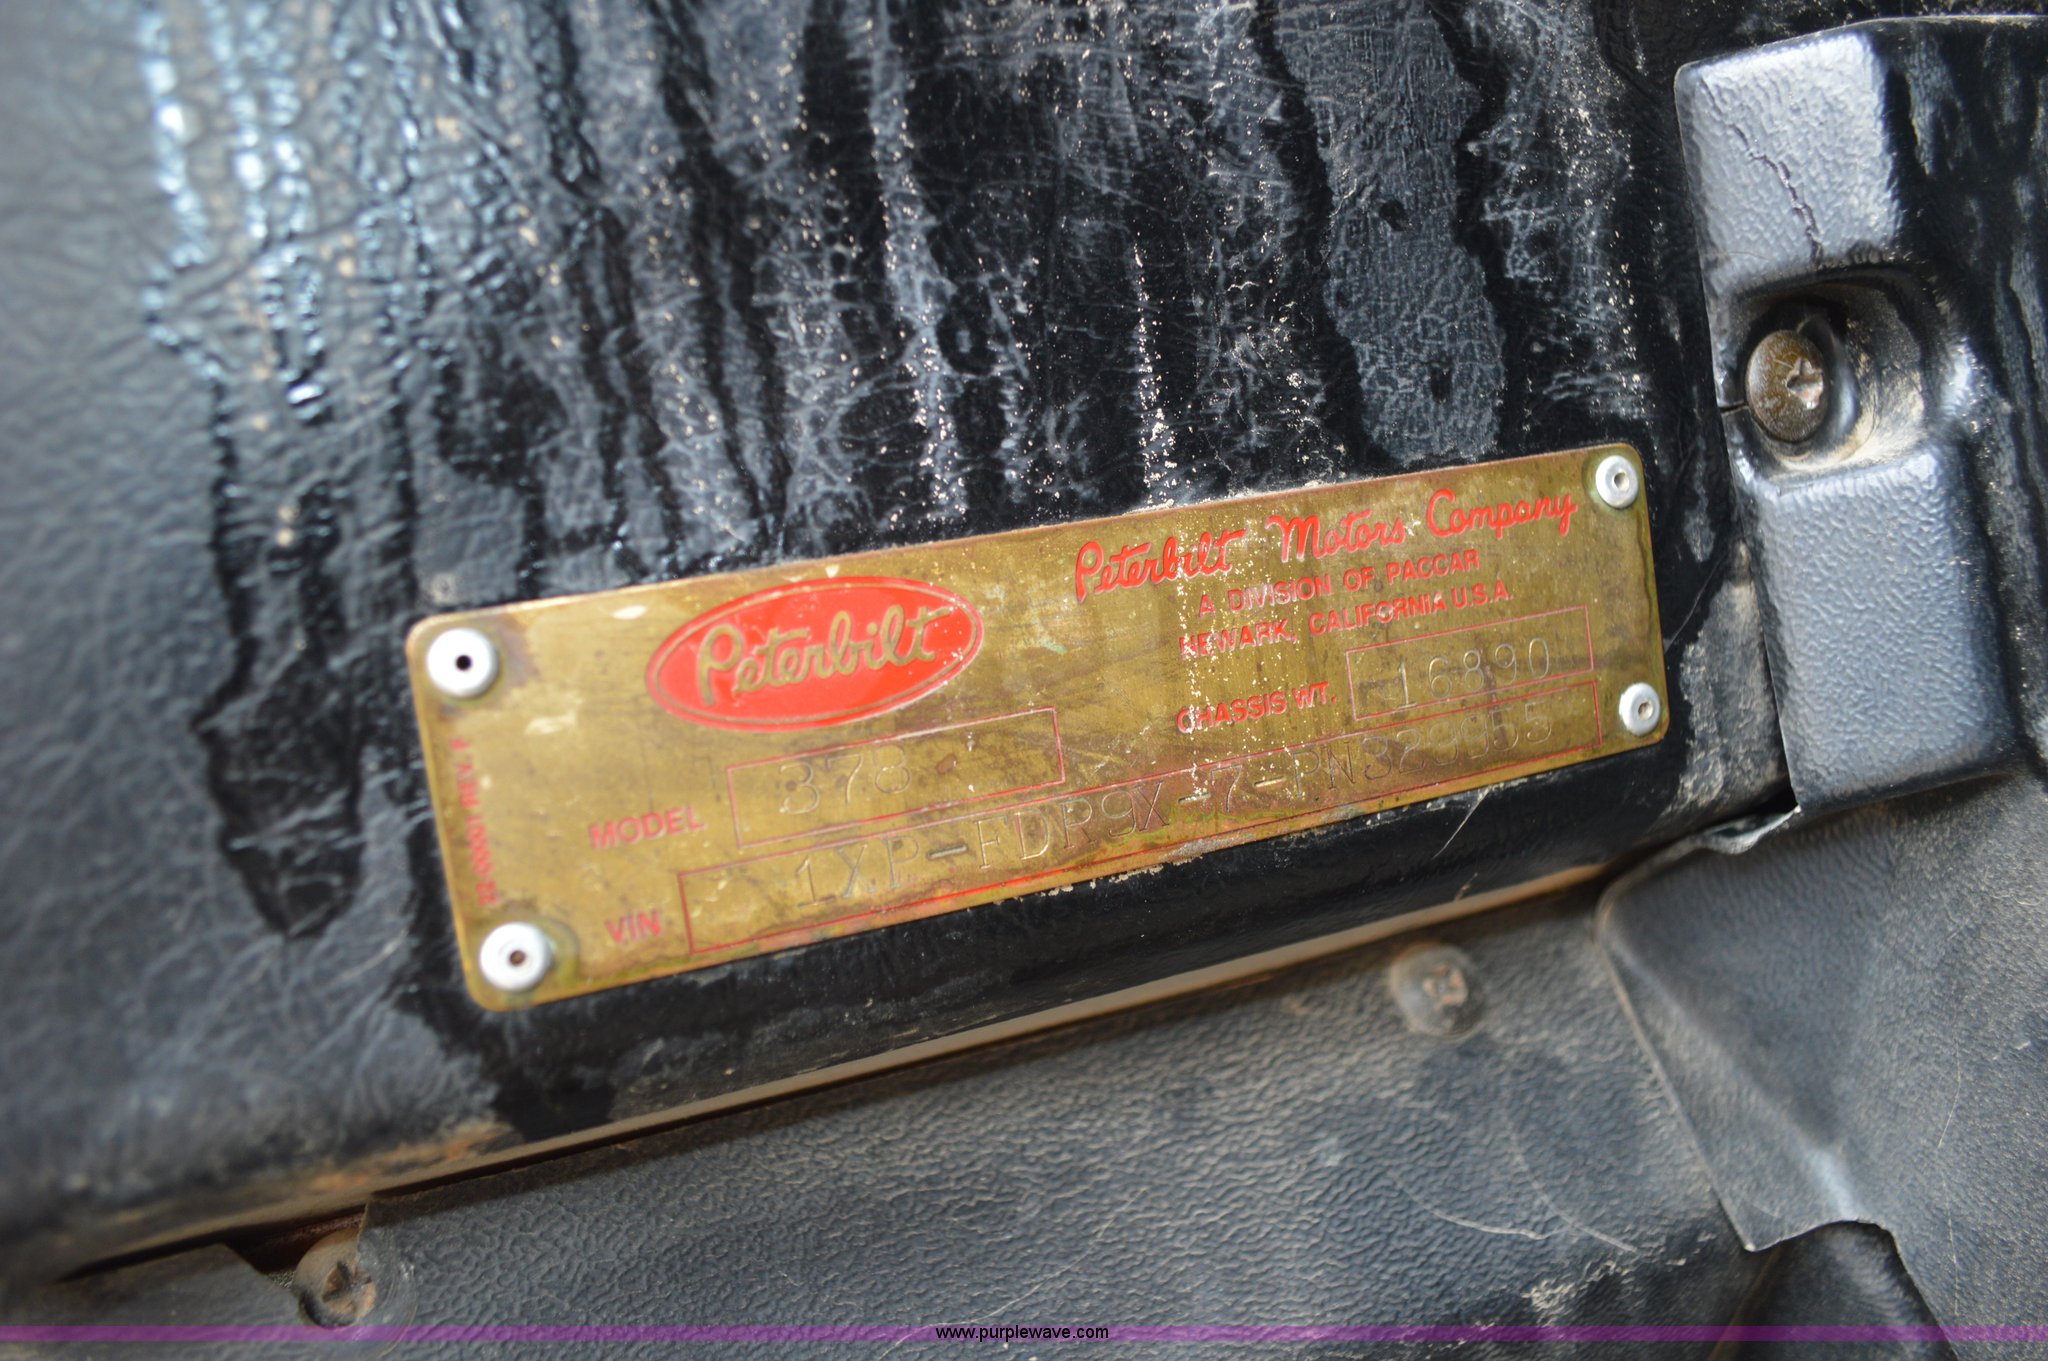 Peterbilt
Peterbilt Motors Company
A DIVISION OF PACCAR
NEWARK, CALIFORNIA U.S.A.
CHASSIS WT. 16890
MODEL 378
VIN 1XP-FDR9X-7-PN329955
www.purplewave.com